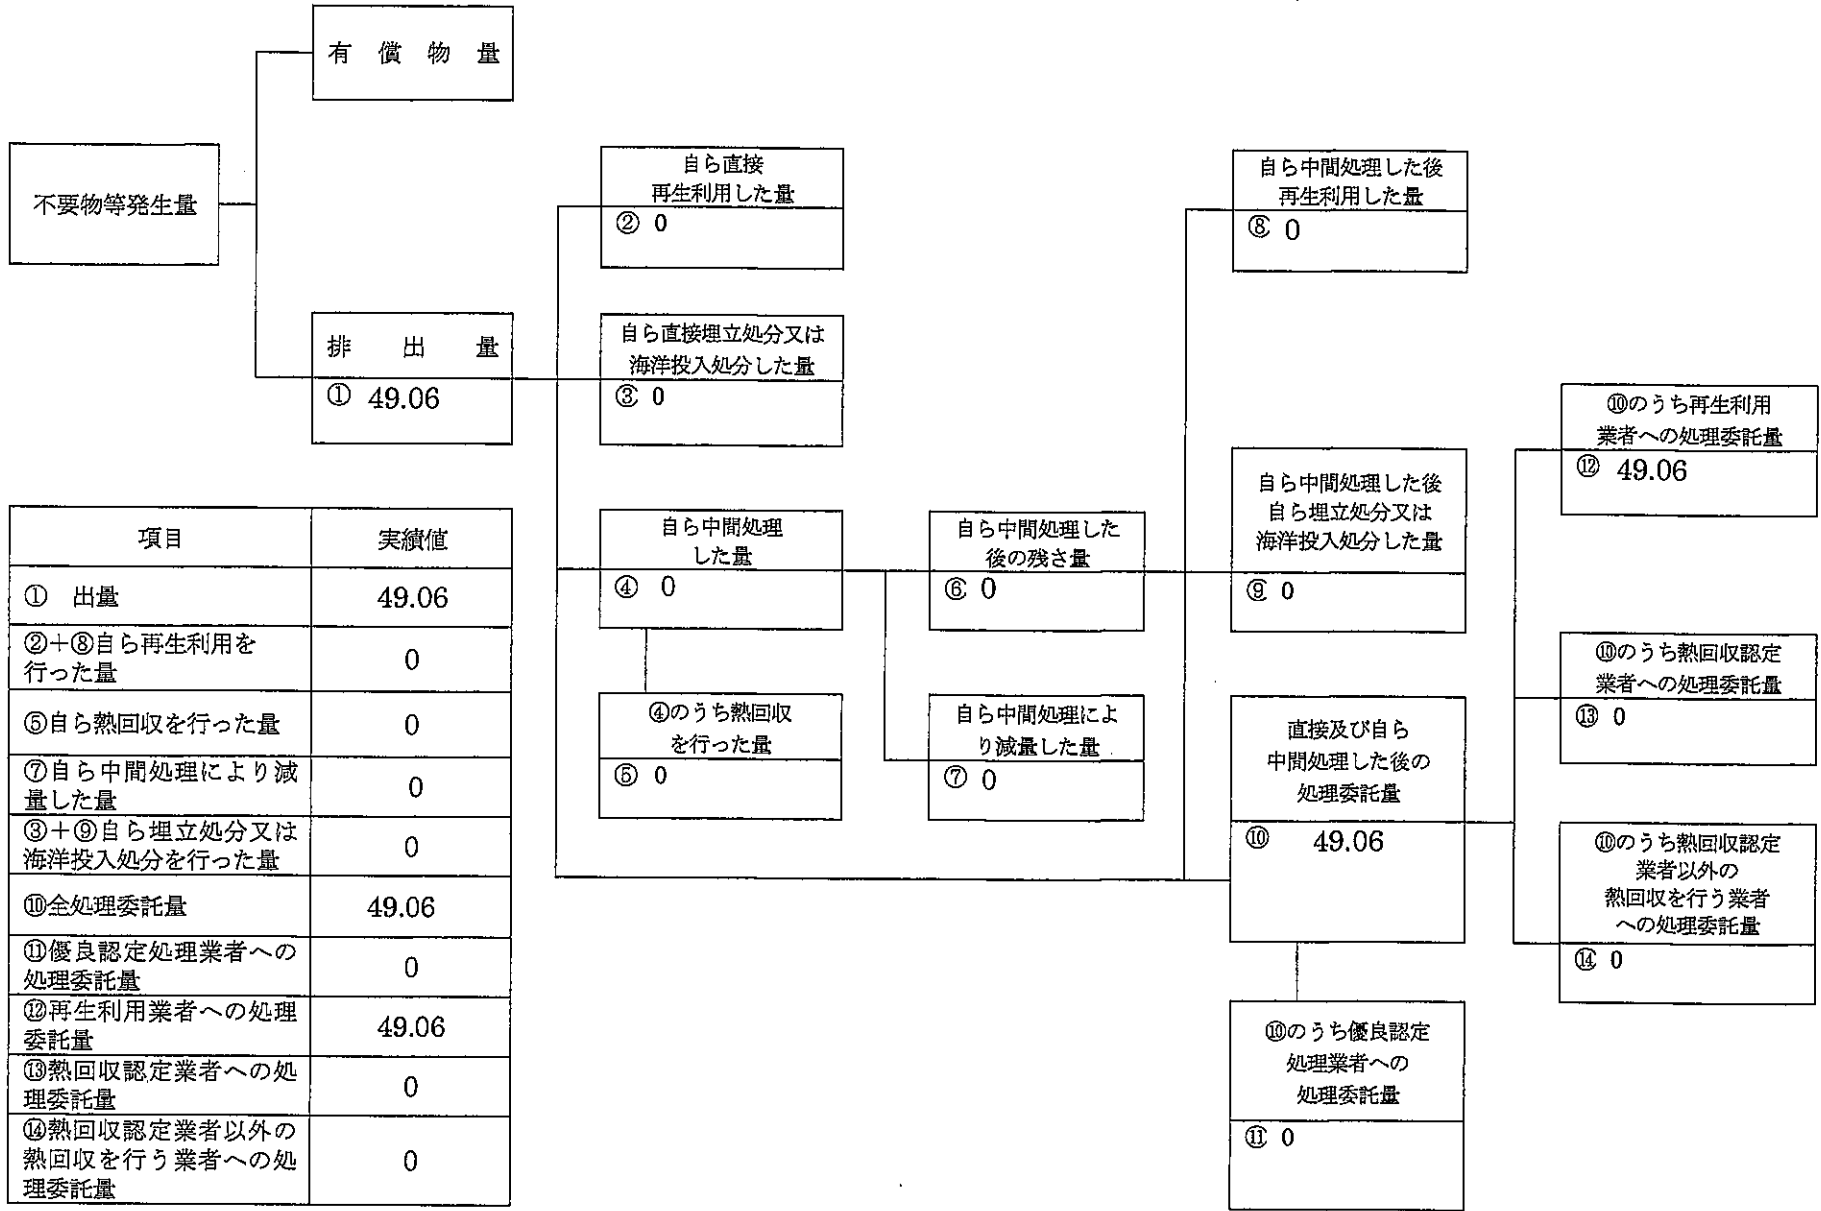 有償物量
不要物等発生量
排出量
① 49.06
自ら直接
再生利用した量
② 0
自ら直接埋立処分又は
海洋投入処分した量
③ 0
自ら中間処理
した量
④ 0
④のうち熱回収
を行った量
⑤ 0
自ら中間処理した
後の残さ量
⑥ 0
自ら中間処理によ
り減量した量
⑦ 0
自ら中間処理した後
再生利用した量
⑧ 0
自ら中間処理した後
自ら埋立処分又は
海洋投入処分した量
⑨ 0
直接及び自ら
中間処理した後の
処理委託量
⑩ 49.06
⑩のうち優良認定
処理業者への
処理委託量
⑪ 0
⑩のうち再生利用
業者への処理委託量
⑫ 49.06
⑩のうち熱回収認定
業者への処理委託量
⑬ 0
⑩のうち熱回収認定
業者以外の
熱回収を行う業者
への処理委託量
⑭ 0
項目 実績値
① 出量 49.06
②+⑧自ら再生利用を
行った量 0
⑤自ら熱回収を行った量 0
⑦自ら中間処理により減
量した量 0
③+⑨自ら埋立処分又は
海洋投入処分を行った量 0
⑩全処理委託量 49.06
⑪優良認定処理業者への
処理委託量 0
⑫再生利用業者への処理
委託量 49.06
⑬熱回収認定業者への処
理委託量 0
⑭熱回収認定業者以外の
熱回収を行う業者への処
理委託量 0